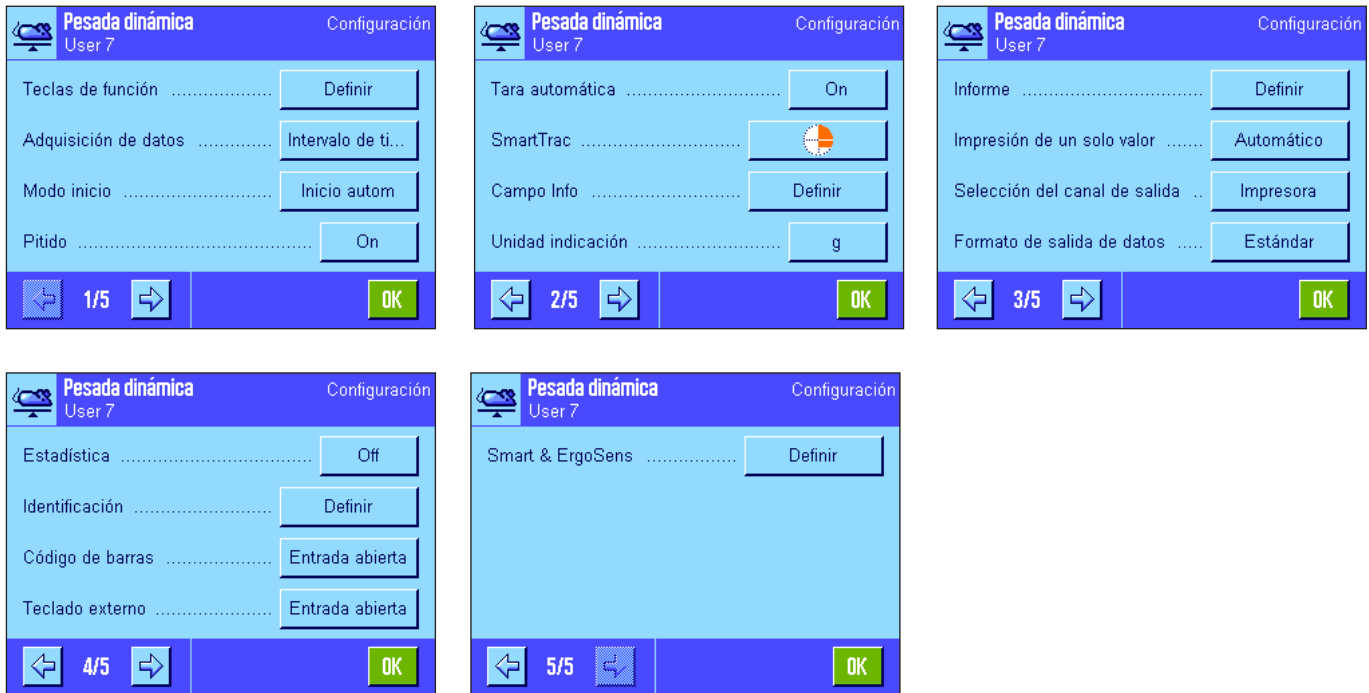 Pesada dinámica Configuración
User 7
Teclas de función .................. Definir
Adquisición de datos ............. Intervalo de ti...
Modo inicio ......................... Inicio autom
Pitido ........................................ On
1/5 OK
Pesada dinámica Configuración
User 7
Tara automática .......................... On
SmartTrac ...........................
Campo Info ......................... Definir
Unidad indicación ........................ g
2/5 OK
Pesada dinámica Configuración
User 7
Informe ............................... Definir
Impresión de un solo valor ....... Automático
Selección del canal de salida .. Impresora
Formato de salida de datos ..... Estándar
3/5 OK
Pesada dinámica Configuración
User 7
Estadística ................................ Off
Identificación ....................... Definir
Código de barras .................. Entrada abierta
Teclado externo .................... Entrada abierta
4/5 OK
Pesada dinámica Configuración
User 7
Smart & ErgoSens ................. Definir
5/5 OK